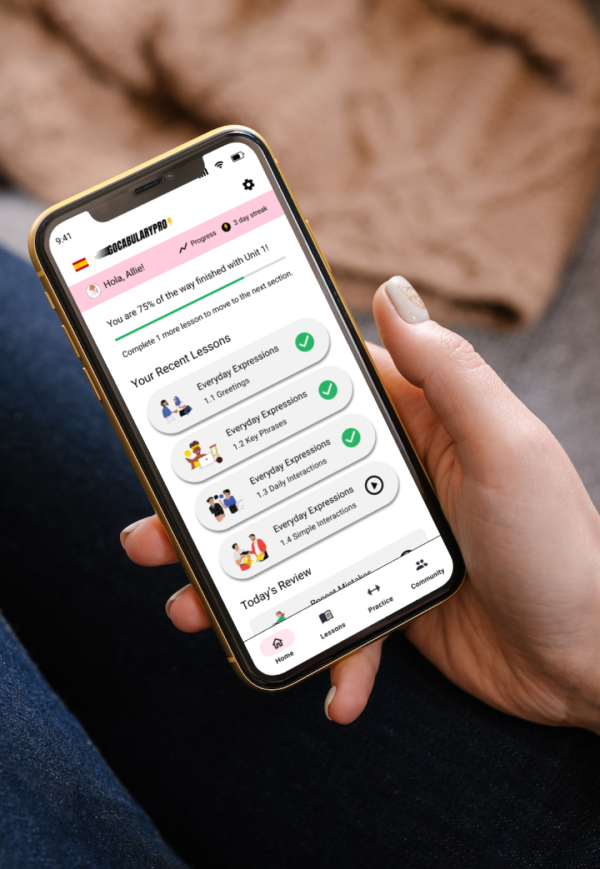 9:41
GOCABULARYPRO
Hola, Allie!
Progress
3 day streak
You are 75% of the way finished with Unit 1!
Complete 1 more lesson to move to the next section.
Your Recent Lessons
Everyday Expressions
1.1 Greetings
Everyday Expressions
1.2 Key Phrases
Everyday Expressions
1.3 Daily Interactions
Everyday Expressions
1.4 Simple Interactions
Today's Review
Recent Mistakes
Home
Lessons
Practice
Community